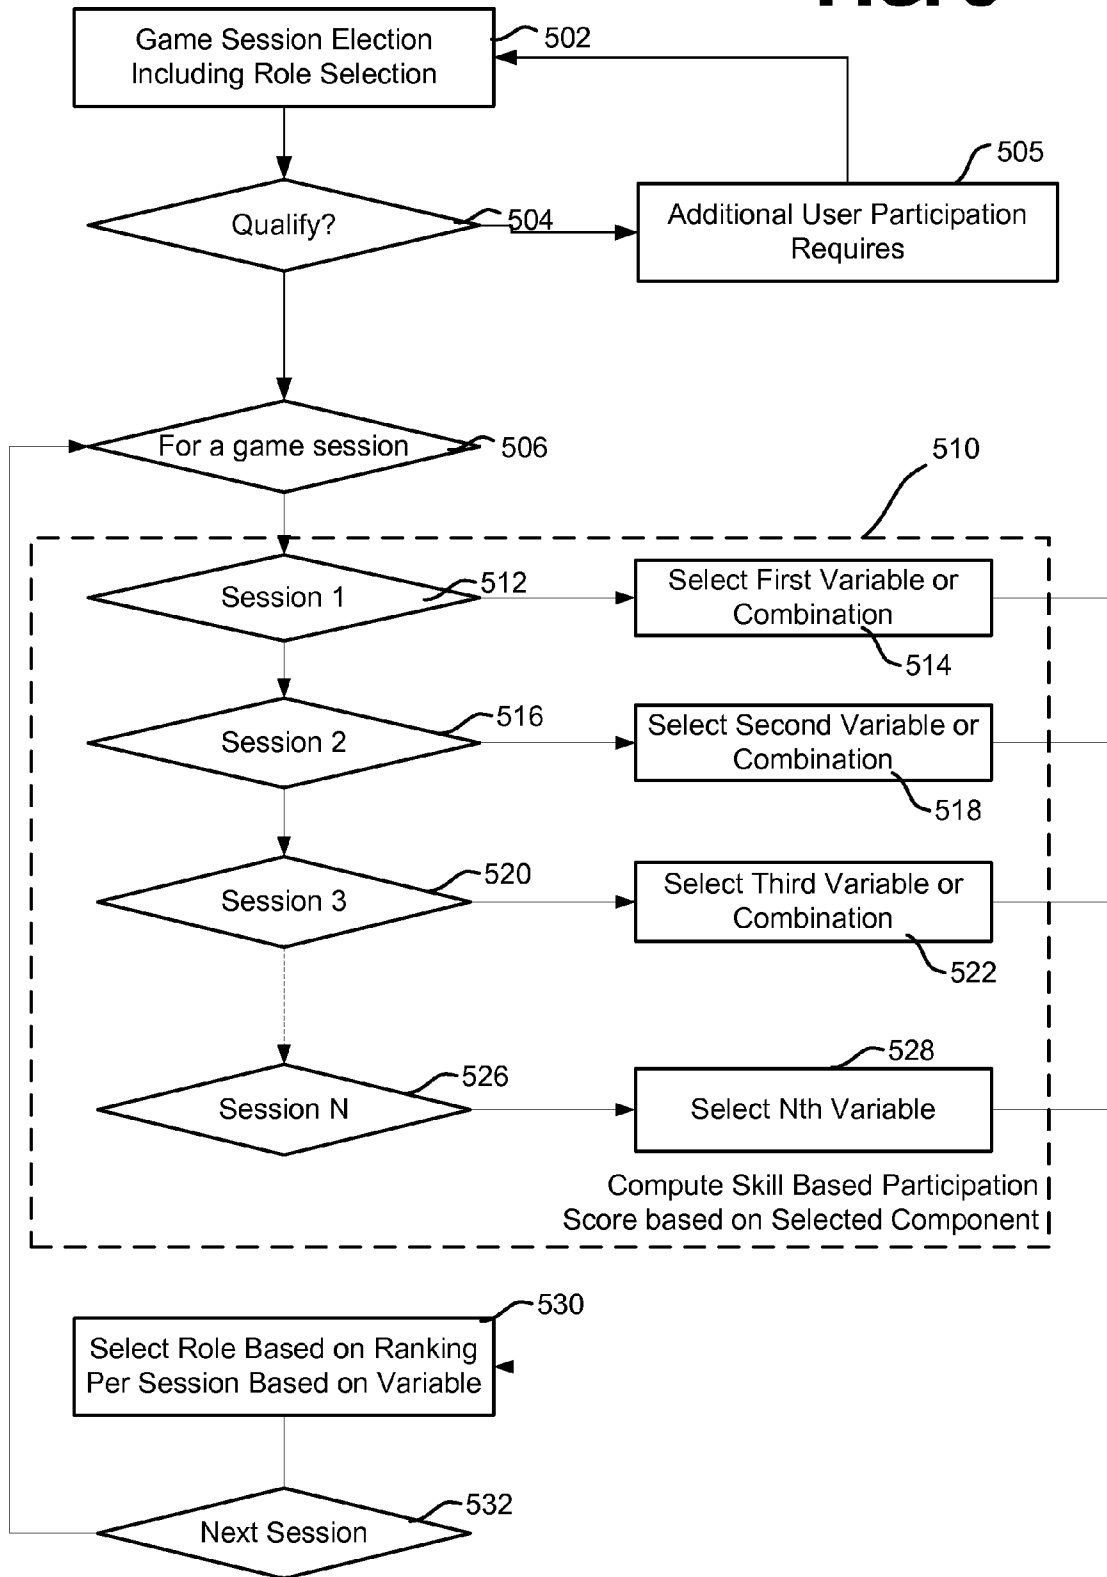 Game Session Election
Including Role Selection
502
505
Qualify?
504
Additional User Participation
Requires
For a game session
506
510
Session 1
512
Select First Variable or
Combination
514
Session 2
516
Select Second Variable or
Combination
518
Session 3
520
Select Third Variable or
Combination
522
Session N
526
528
Select Nth Variable
Compute Skill Based Participation
Score based on Selected Component
530
Select Role Based on Ranking
Per Session Based on Variable
532
Next Session